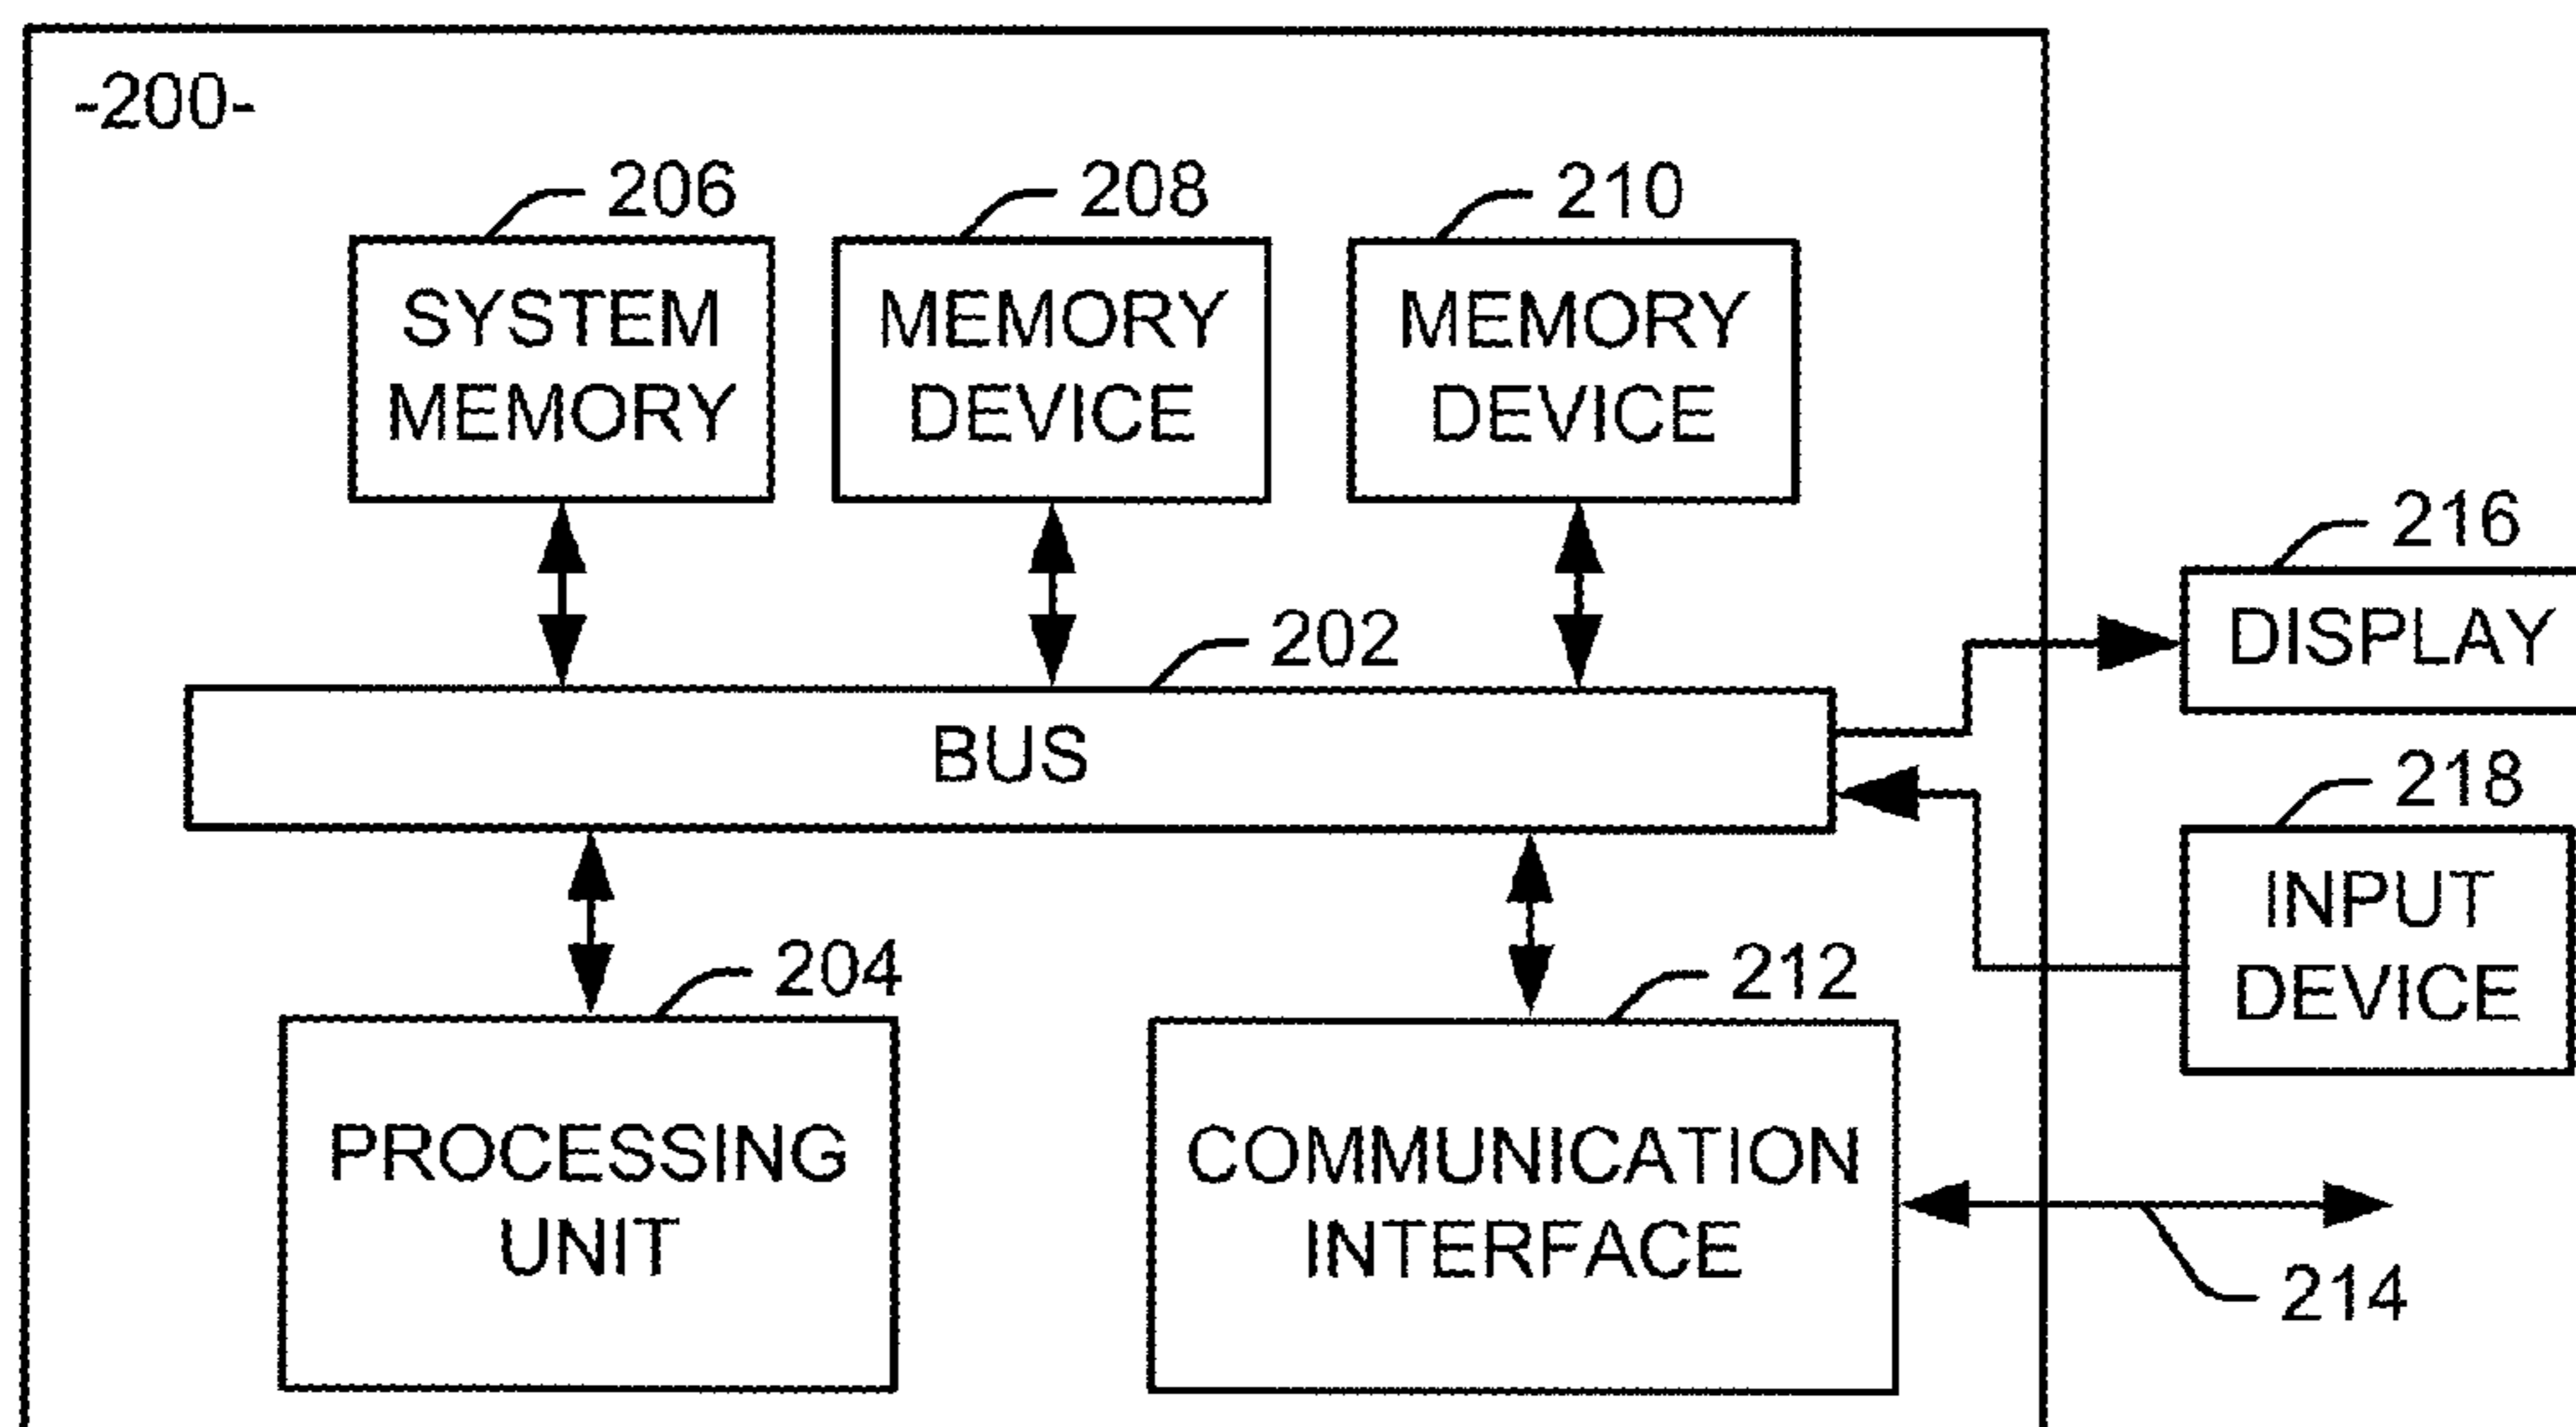 -200-
206
208
210
SYSTEM
MEMORY
MEMORY
DEVICE
MEMORY
DEVICE
216
DISPLAY
202
BUS
218
INPUT
DEVICE
204
212
PROCESSING
UNIT
COMMUNICATION
INTERFACE
214